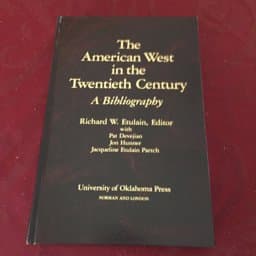 The
American West
in the
Twentieth Century
A Bibliography
Richard W. Etulain, Editor
with
Pat Devejian
Jon Hunner
Jacqueline Etulain Partch
University of Oklahoma Press
NORMAN AND LONDON